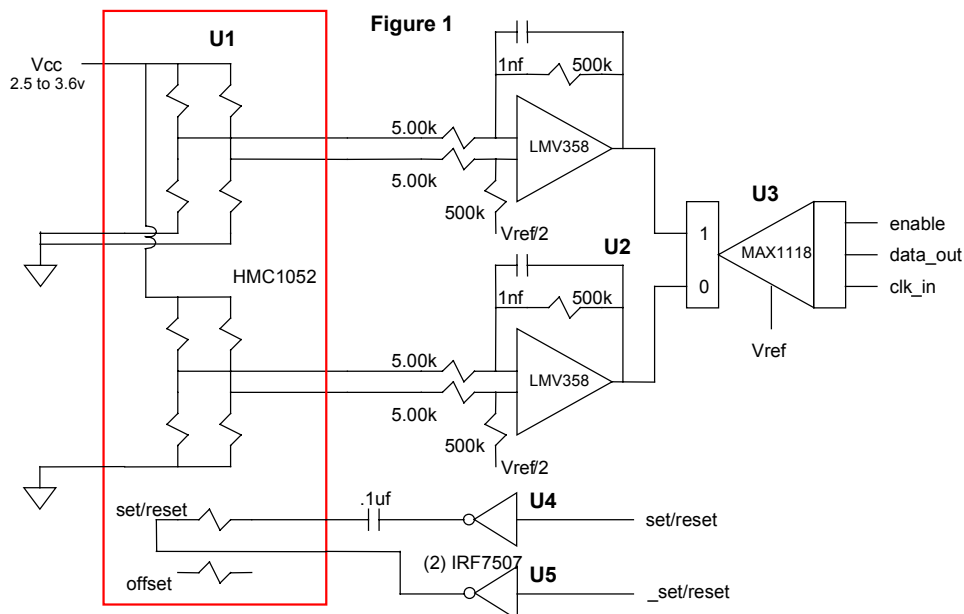 Figure 1
U1
Vcc
2.5 to 3.6v
1nf
500k
5.00k
LMV358
5.00k
500k
Vref/2
U3
1
0
MAX1118
enable
data_out
clk_in
Vref
U2
HMC1052
1nf
500k
5.00k
LMV358
5.00k
500k
Vref/2
set/reset
.1uf
U4
set/reset
(2) IRF7507
offset
U5
_set/reset